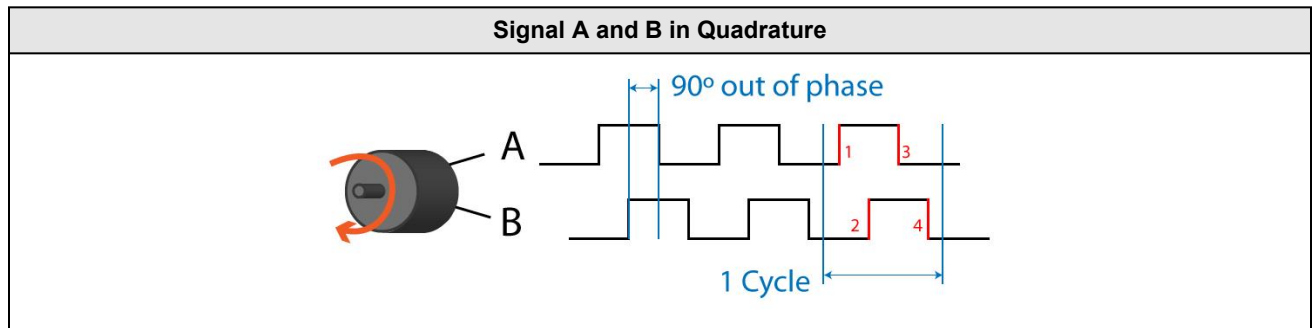 Signal A and B in Quadrature
90º out of phase
A
1 3
B
2 4
1 Cycle